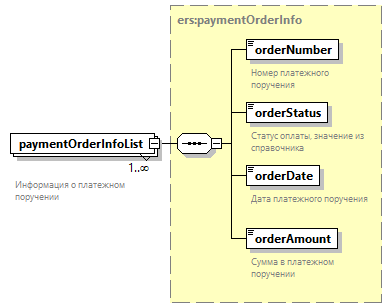 ers:paymentOrderInfo
orderNumber
Номер платежного
поручения
orderStatus
Статус оплаты, значение из
справочника
paymentOrderInfoList
1..∞
Информация о платежном
поручении
orderDate
Дата платежного поручения
orderAmount
Сумма в платежном
поручении